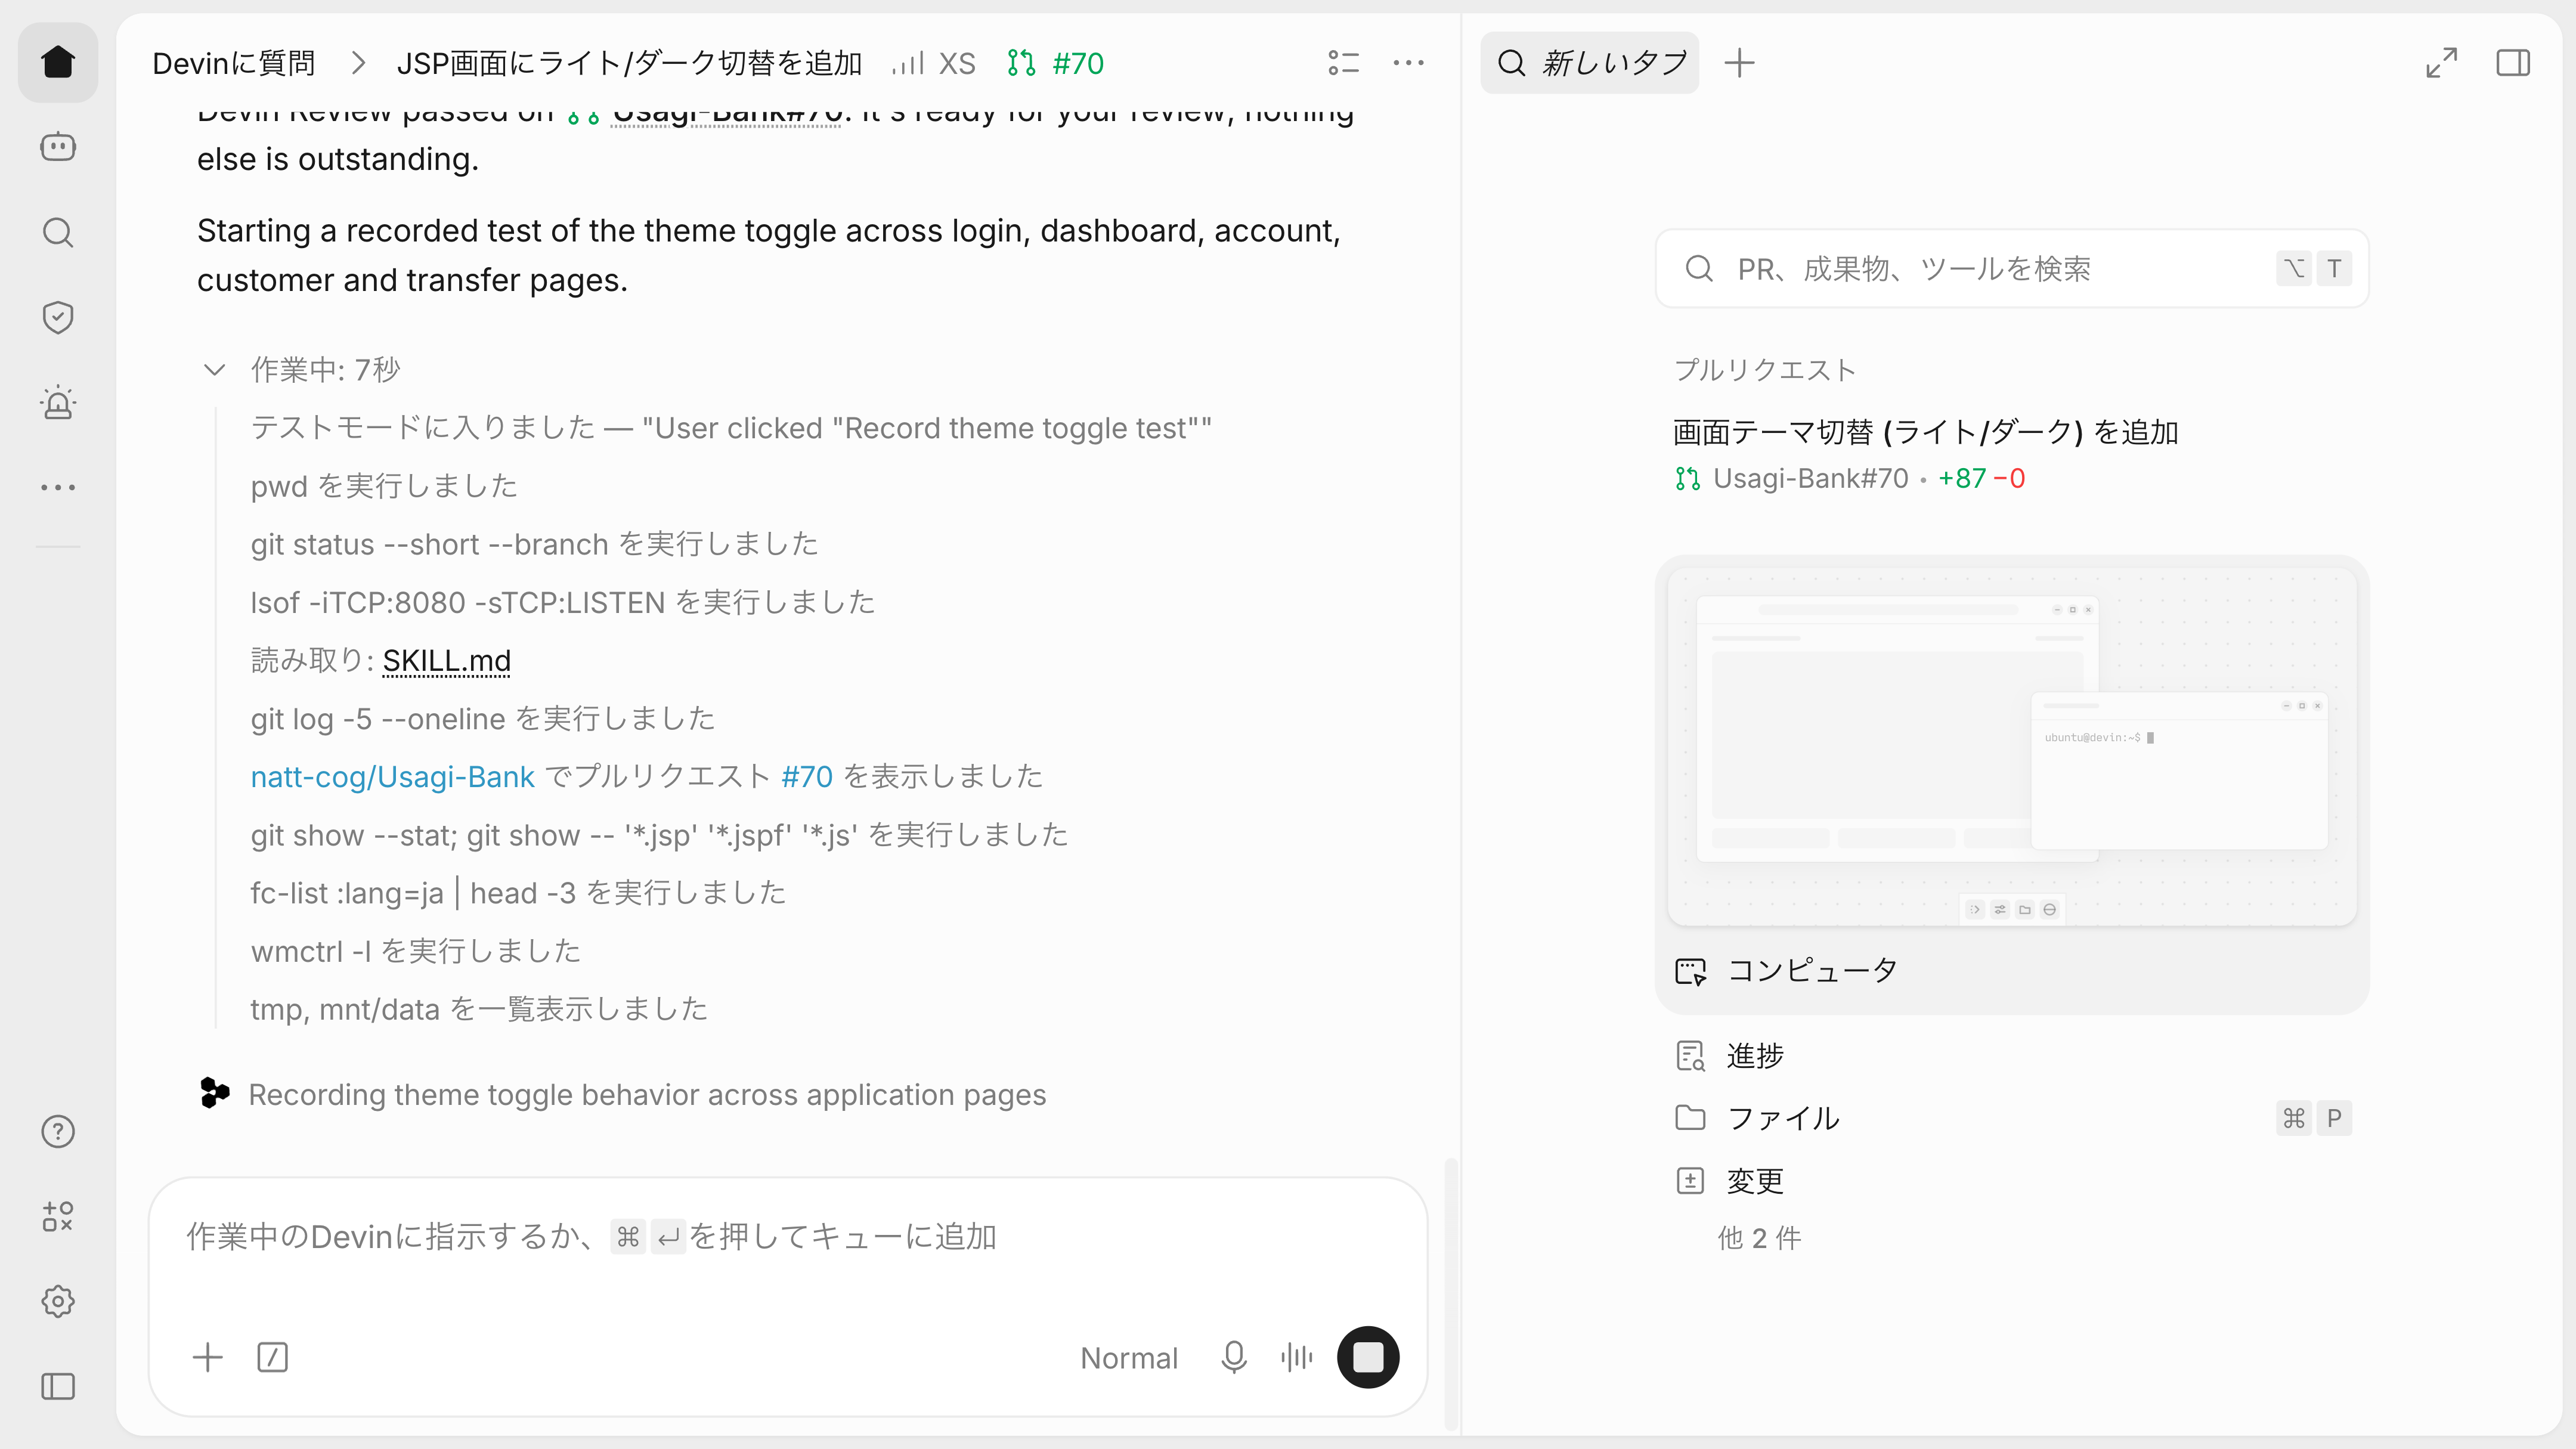 Devinに質問 > JSP画面にライト/ダーク切替を追加 XS #70
Devin Review passed on Usagi-Bank#70. It's ready for your review, nothing
else is outstanding.
Starting a recorded test of the theme toggle across login, dashboard, account,
customer and transfer pages.
作業中: 7秒
テストモードに入りました — "User clicked "Record theme toggle test""
pwd を実行しました
git status --short --branch を実行しました
lsof -iTCP:8080 -sTCP:LISTEN を実行しました
読み取り: SKILL.md
git log -5 --oneline を実行しました
natt-cog/Usagi-Bank でプルリクエスト #70 を表示しました
git show --stat; git show -- '*.jsp' '*.jspf' '*.js' を実行しました
fc-list :lang=ja | head -3 を実行しました
wmctrl -l を実行しました
tmp, mnt/data を一覧表示しました
Recording theme toggle behavior across application pages
作業中のDevinに指示するか、⌘↵を押してキューに追加
Normal
新しいタブ
PR、成果物、ツールを検索 ⌥ T
プルリクエスト
画面テーマ切替 (ライト/ダーク) を追加
Usagi-Bank#70 • +87 −0
ubuntu@devin:~$
コンピュータ
進捗
ファイル ⌘ P
変更
他 2 件